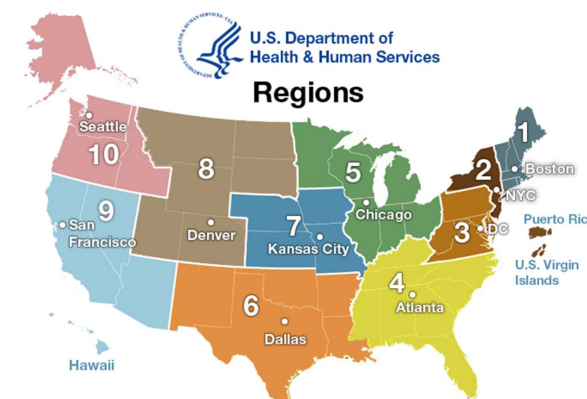 U.S. Department of
Health & Human Services
Regions
Seattle
10
8
5
1
2
Boston
NYC
9
San
Francisco
Denver
7
Kansas City
Chicago
3
DC
Puerto Ric
U.S. Virgin
Islands
6
Dallas
4
Atlanta
Hawaii